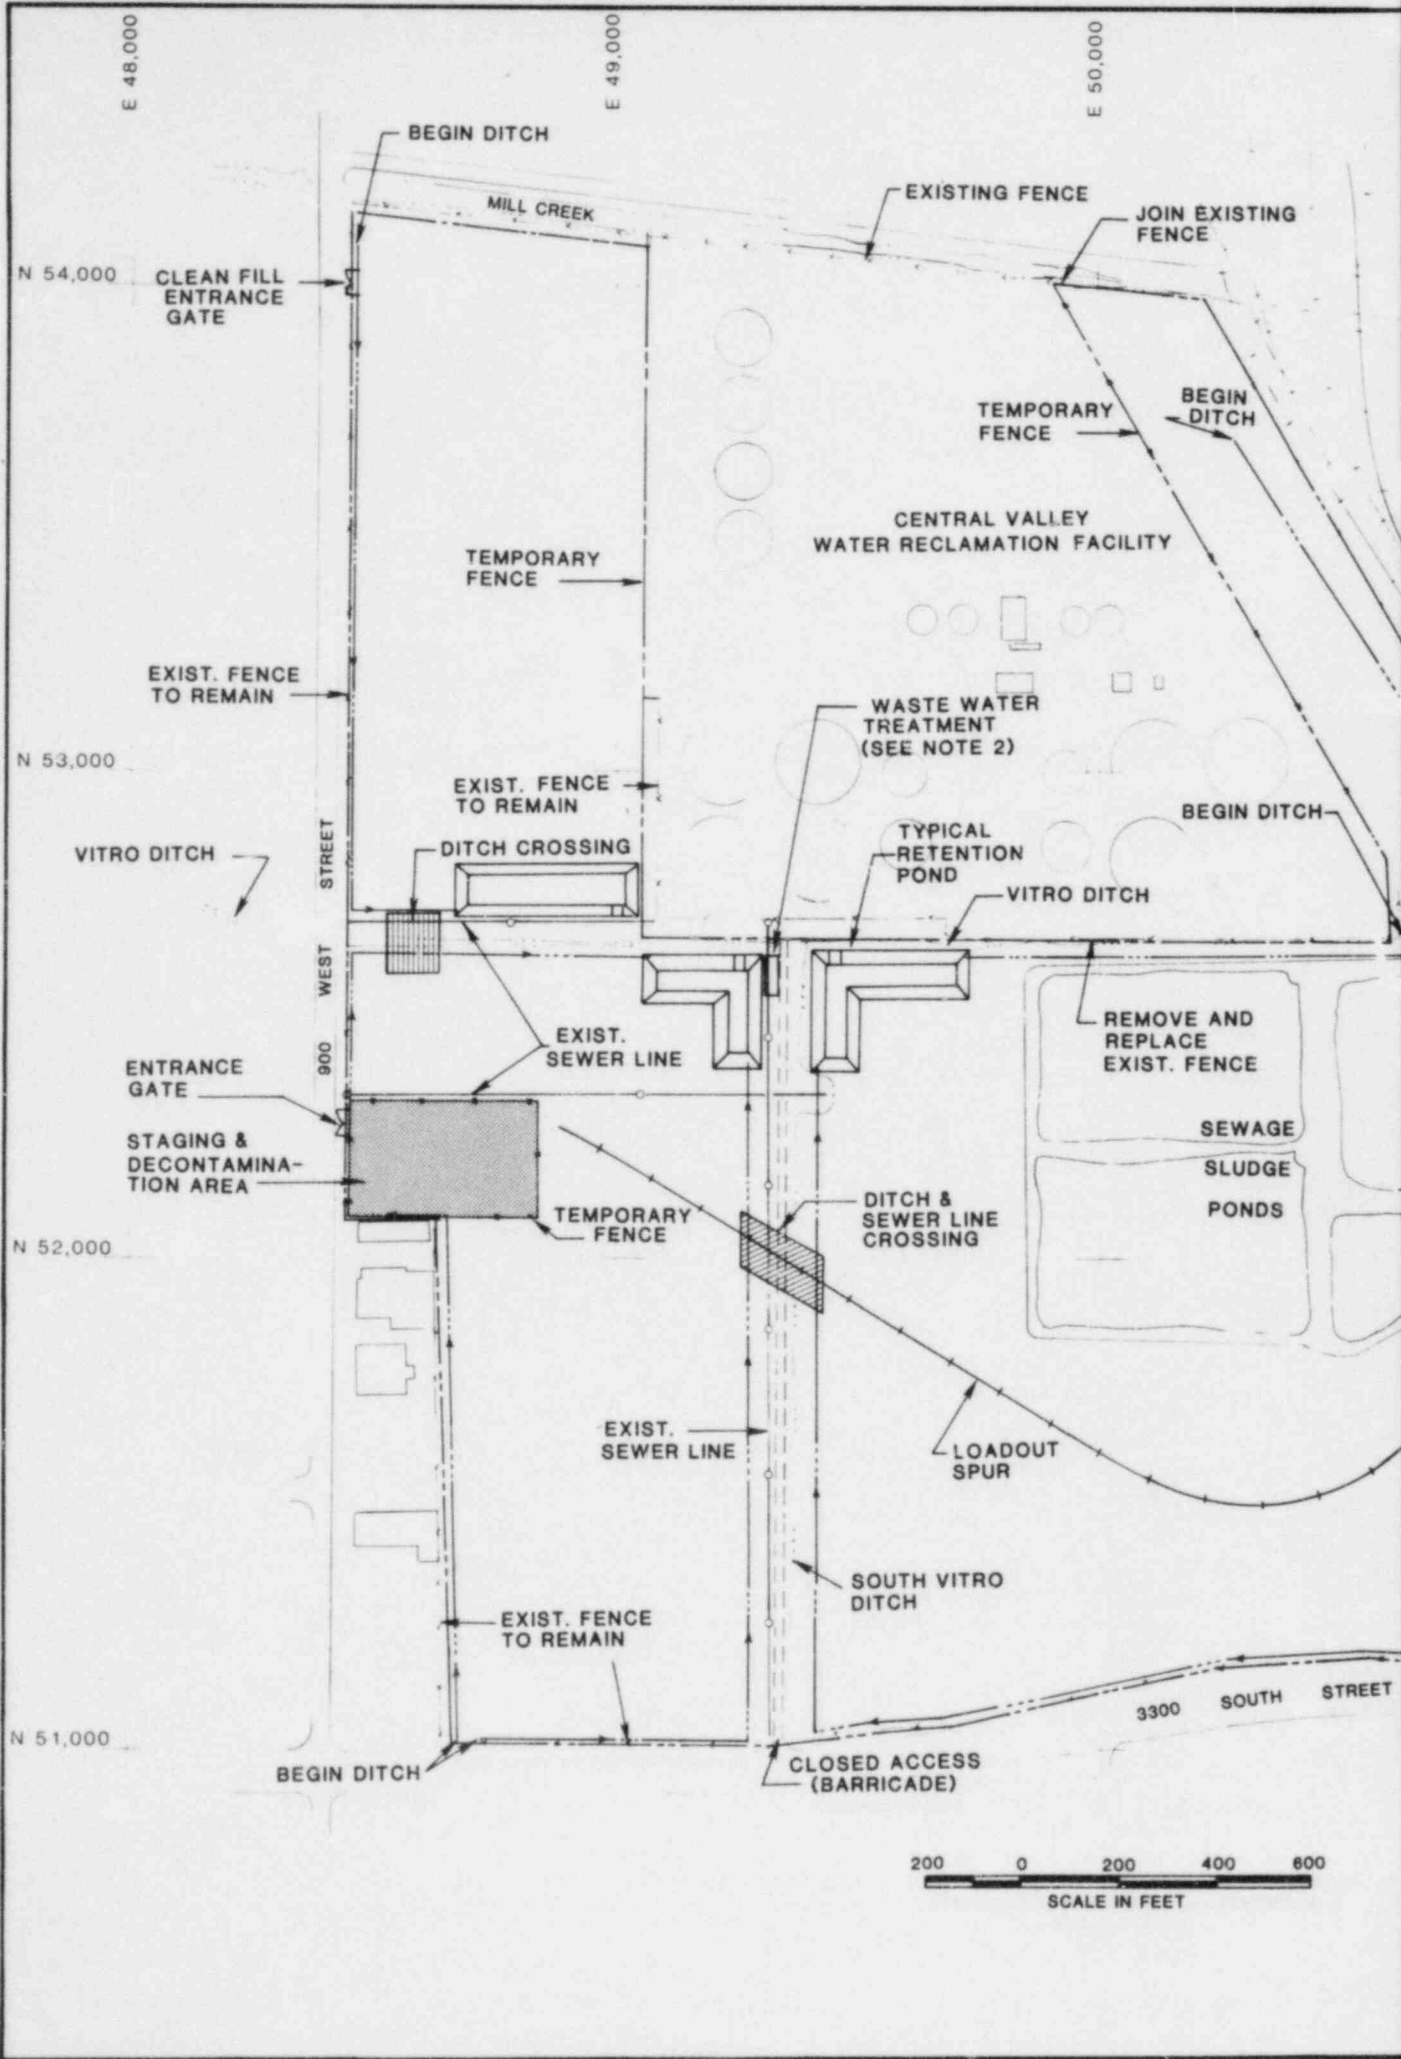 E 48,000
E 49,000
E 50,000
BEGIN DITCH
MILL CREEK
EXISTING FENCE
JOIN EXISTING
FENCE
N 54,000
CLEAN FILL
ENTRANCE
GATE
TEMPORARY
FENCE
BEGIN
DITCH
CENTRAL VALLEY
WATER RECLAMATION FACILITY
TEMPORARY
FENCE
EXIST. FENCE
TO REMAIN
WASTE WATER
TREATMENT
(SEE NOTE 2)
N 53,000
EXIST. FENCE
TO REMAIN
BEGIN DITCH
VITRO DITCH
900 WEST STREET
DITCH CROSSING
TYPICAL
RETENTION
POND
VITRO DITCH
EXIST.
SEWER LINE
REMOVE AND
REPLACE
EXIST. FENCE
ENTRANCE
GATE
STAGING &
DECONTAMINA-
TION AREA
SEWAGE
SLUDGE
PONDS
TEMPORARY
FENCE
DITCH &
SEWER LINE
CROSSING
N 52,000
EXIST.
SEWER LINE
LOADOUT
SPUR
SOUTH VITRO
DITCH
EXIST. FENCE
TO REMAIN
3300 SOUTH STREET
N 51,000
BEGIN DITCH
CLOSED ACCESS
(BARRICADE)
200 0 200 400 600
SCALE IN FEET